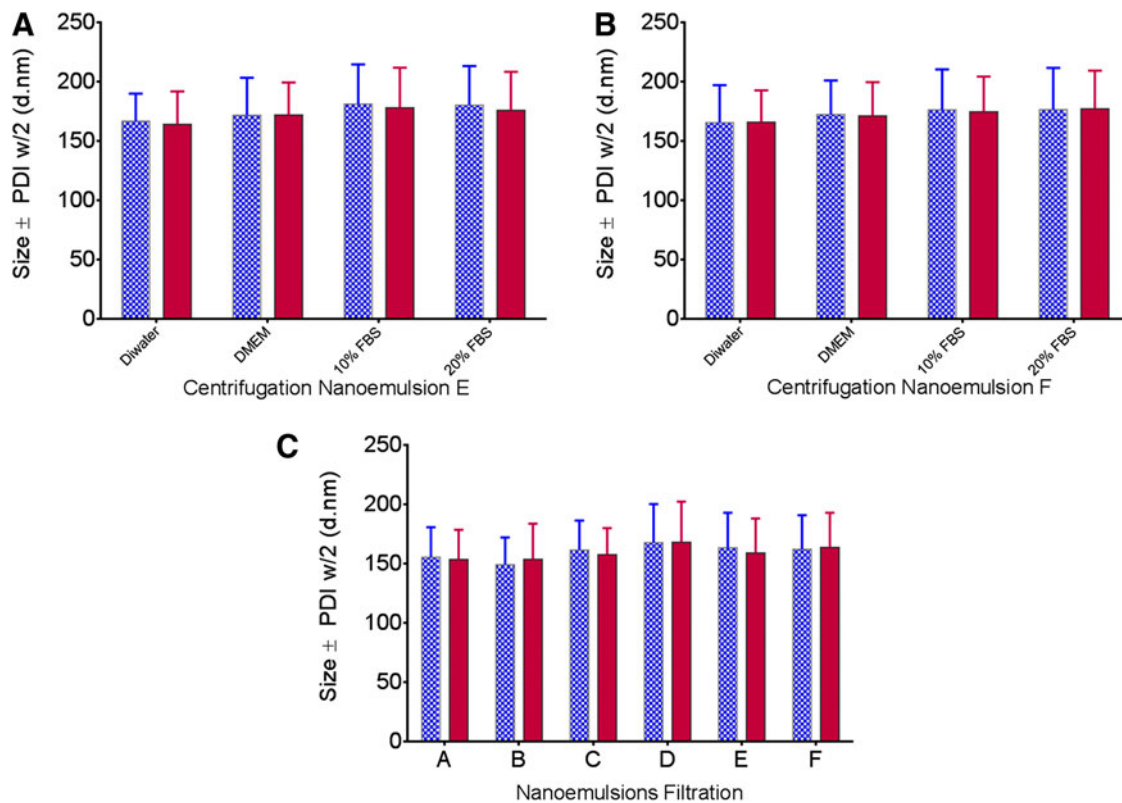 A
Size ± PDI w/2 (d.nm)
250
200
150
100
50
0
Diwater
DMEM
10% FBS
20% FBS
Centrifugation Nanoemulsion E
B
Size ± PDI w/2 (d.nm)
250
200
150
100
50
0
Diwater
DMEM
10% FBS
20% FBS
Centrifugation Nanoemulsion F
C
Size ± PDI w/2 (d.nm)
250
200
150
100
50
0
A B C D E F
Nanoemulsions Filtration